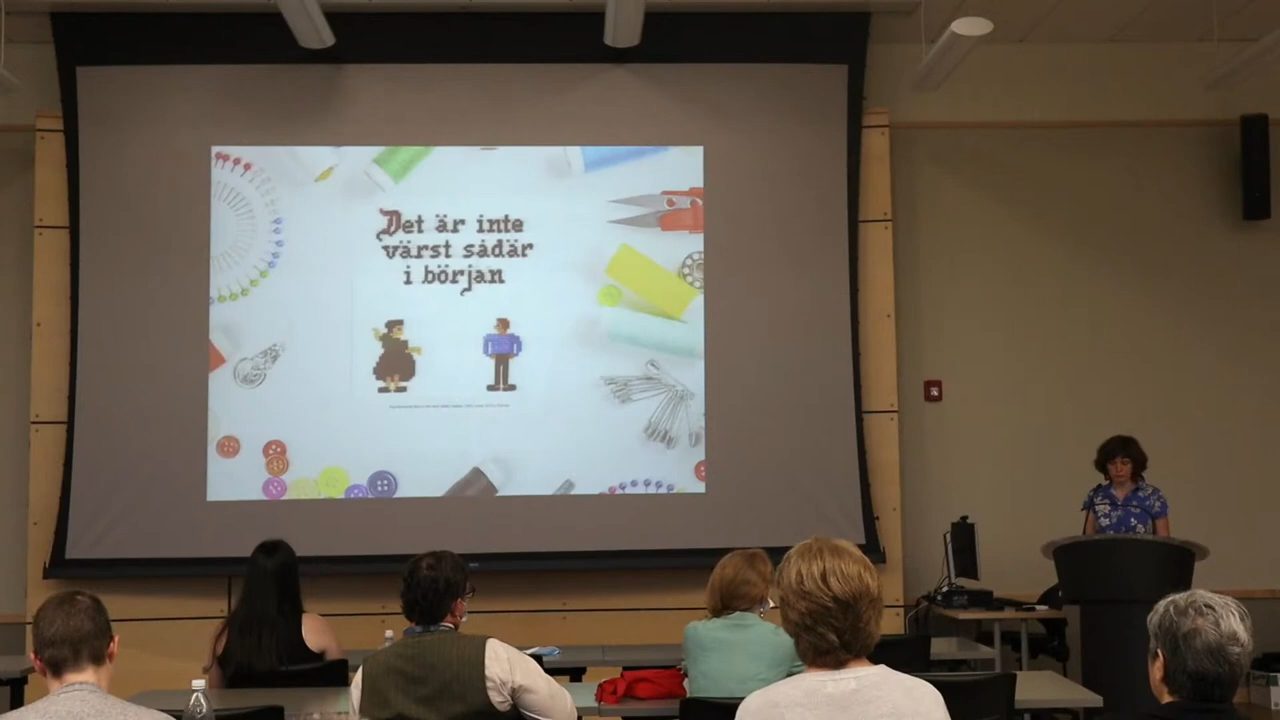 Det är inte
värst sådär
i början